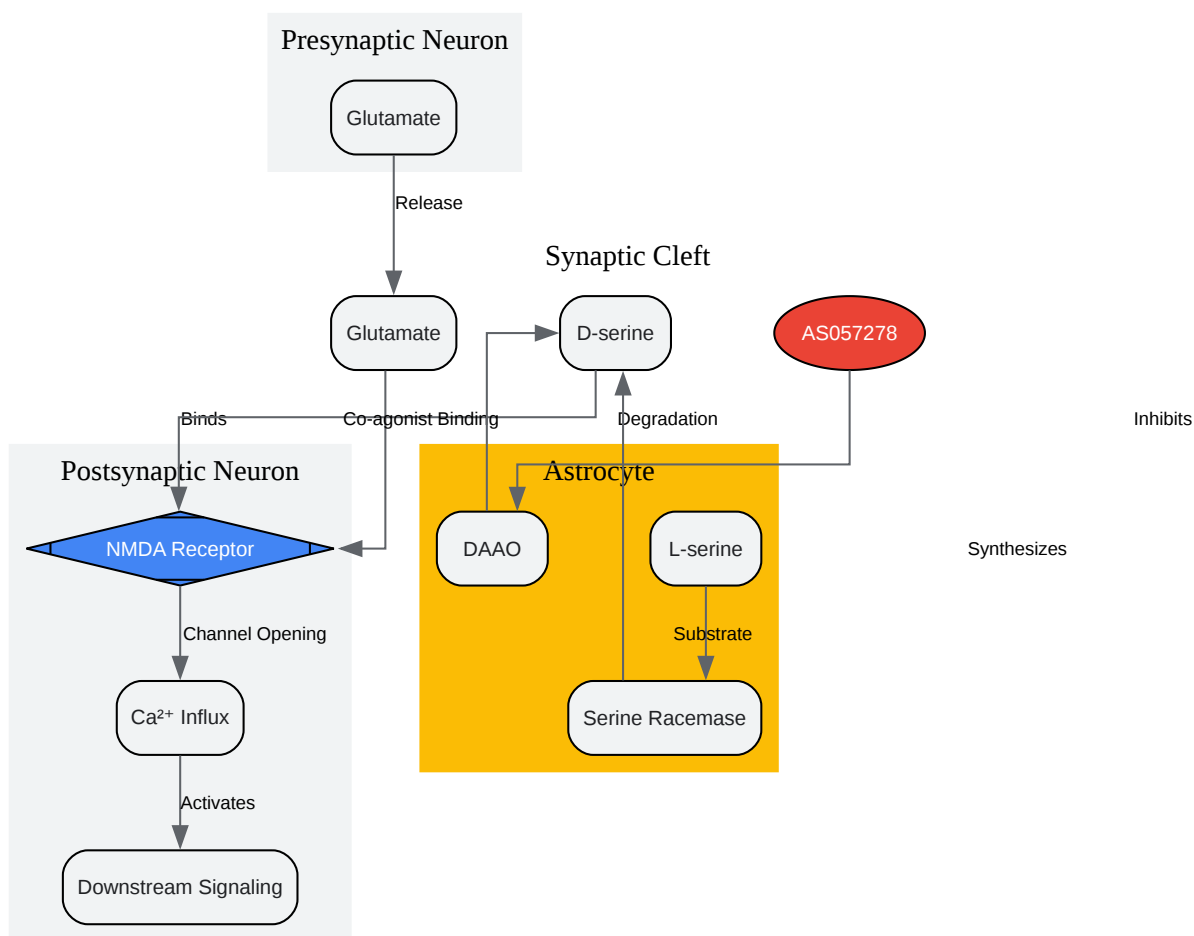 Presynaptic Neuron
Glutamate
Release
Synaptic Cleft
Glutamate
D-serine
AS057278
Binds
Co-agonist Binding
Degradation
Inhibits
Postsynaptic Neuron
Astrocyte
NMDA Receptor
DAAO
L-serine
Synthesizes
Channel Opening
Substrate
Ca²⁺ Influx
Serine Racemase
Activates
Downstream Signaling